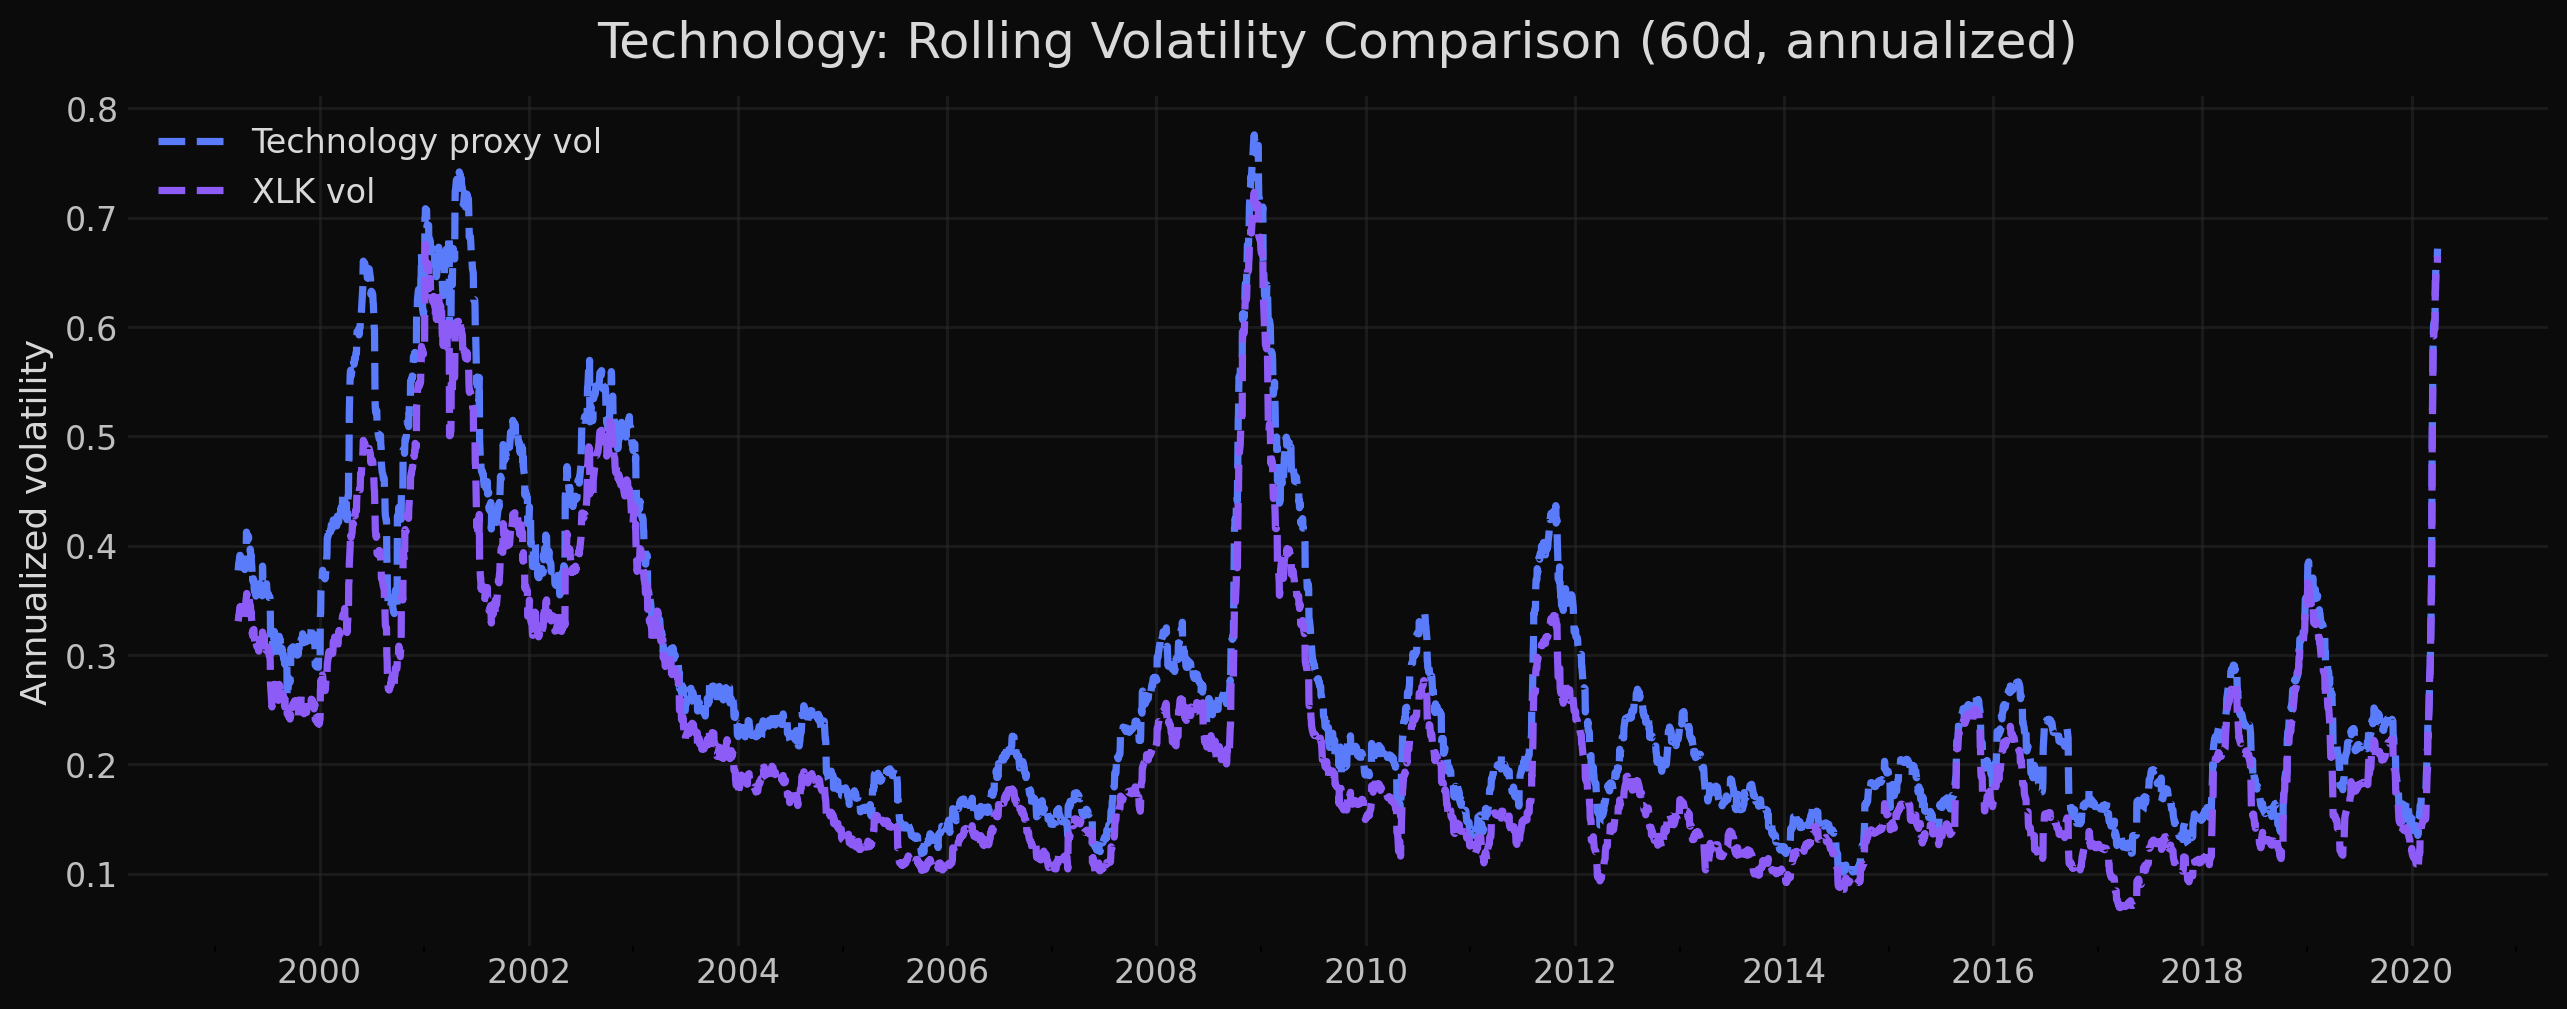 Technology: Rolling Volatility Comparison (60d, annualized)
Technology proxy vol
XLK vol
Annualized volatility
0.8
0.7
0.6
0.5
0.4
0.3
0.2
0.1
2000 2002 2004 2006 2008 2010 2012 2014 2016 2018 2020